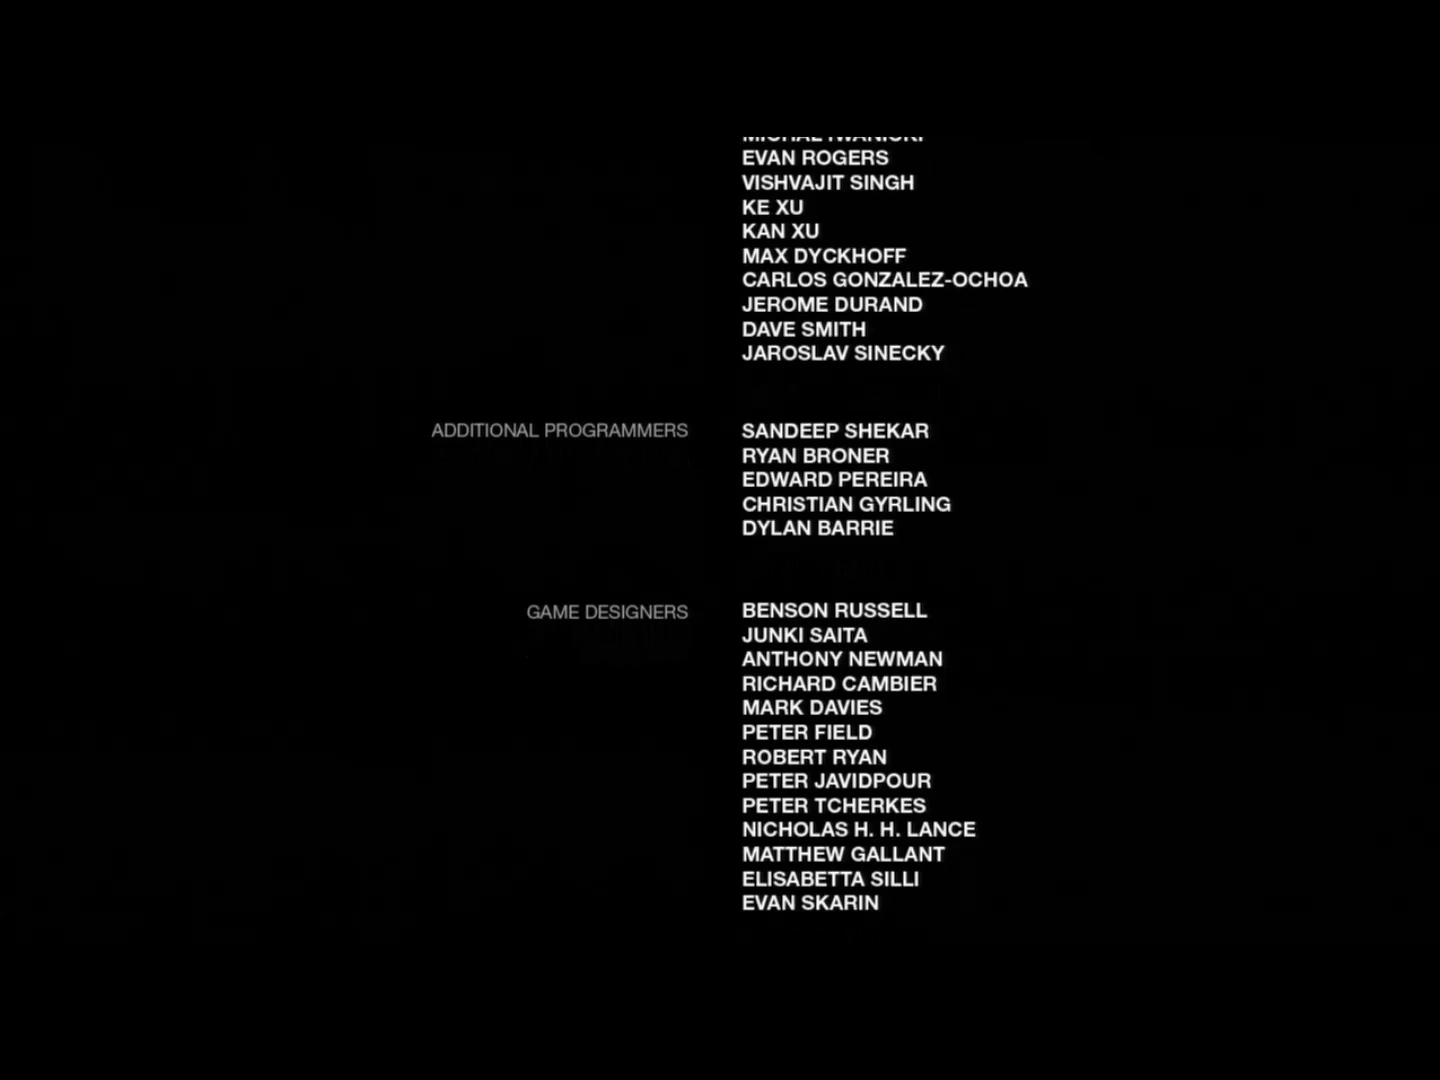 EVAN ROGERS
VISHVAJIT SINGH
KE XU
KAN XU
MAX DYCKHOFF
CARLOS GONZALEZ-OCHOA
JEROME DURAND
DAVE SMITH
JAROSLAV SINECKY
ADDITIONAL PROGRAMMERS SANDEEP SHEKAR
RYAN BRONER
EDWARD PEREIRA
CHRISTIAN GYRLING
DYLAN BARRIE
GAME DESIGNERS BENSON RUSSELL
JUNKI SAITA
ANTHONY NEWMAN
RICHARD CAMBIER
MARK DAVIES
PETER FIELD
ROBERT RYAN
PETER JAVIDPOUR
PETER TCHERKES
NICHOLAS H. H. LANCE
MATTHEW GALLANT
ELISABETTA SILLI
EVAN SKARIN